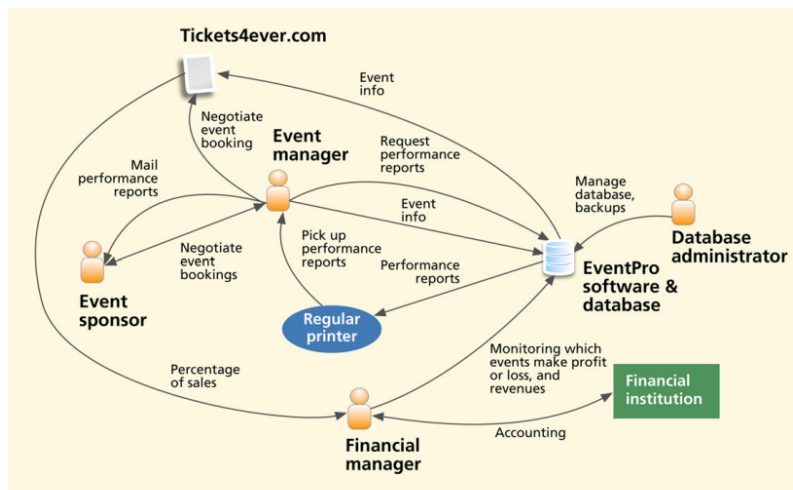 Tickets4ever.com
Event
info
Negotiate
event
booking
Event
manager
Request
performance
reports
Mail
performance
reports
Manage
database,
backups
Event
info
Pick up
performance
reports
Negotiate
event
bookings
Performance
reports
Database
administrator
EventPro
software &
database
Event
sponsor
Regular
printer
Monitoring which
events make profit
or loss, and
revenues
Percentage
of sales
Financial
institution
Accounting
Financial
manager